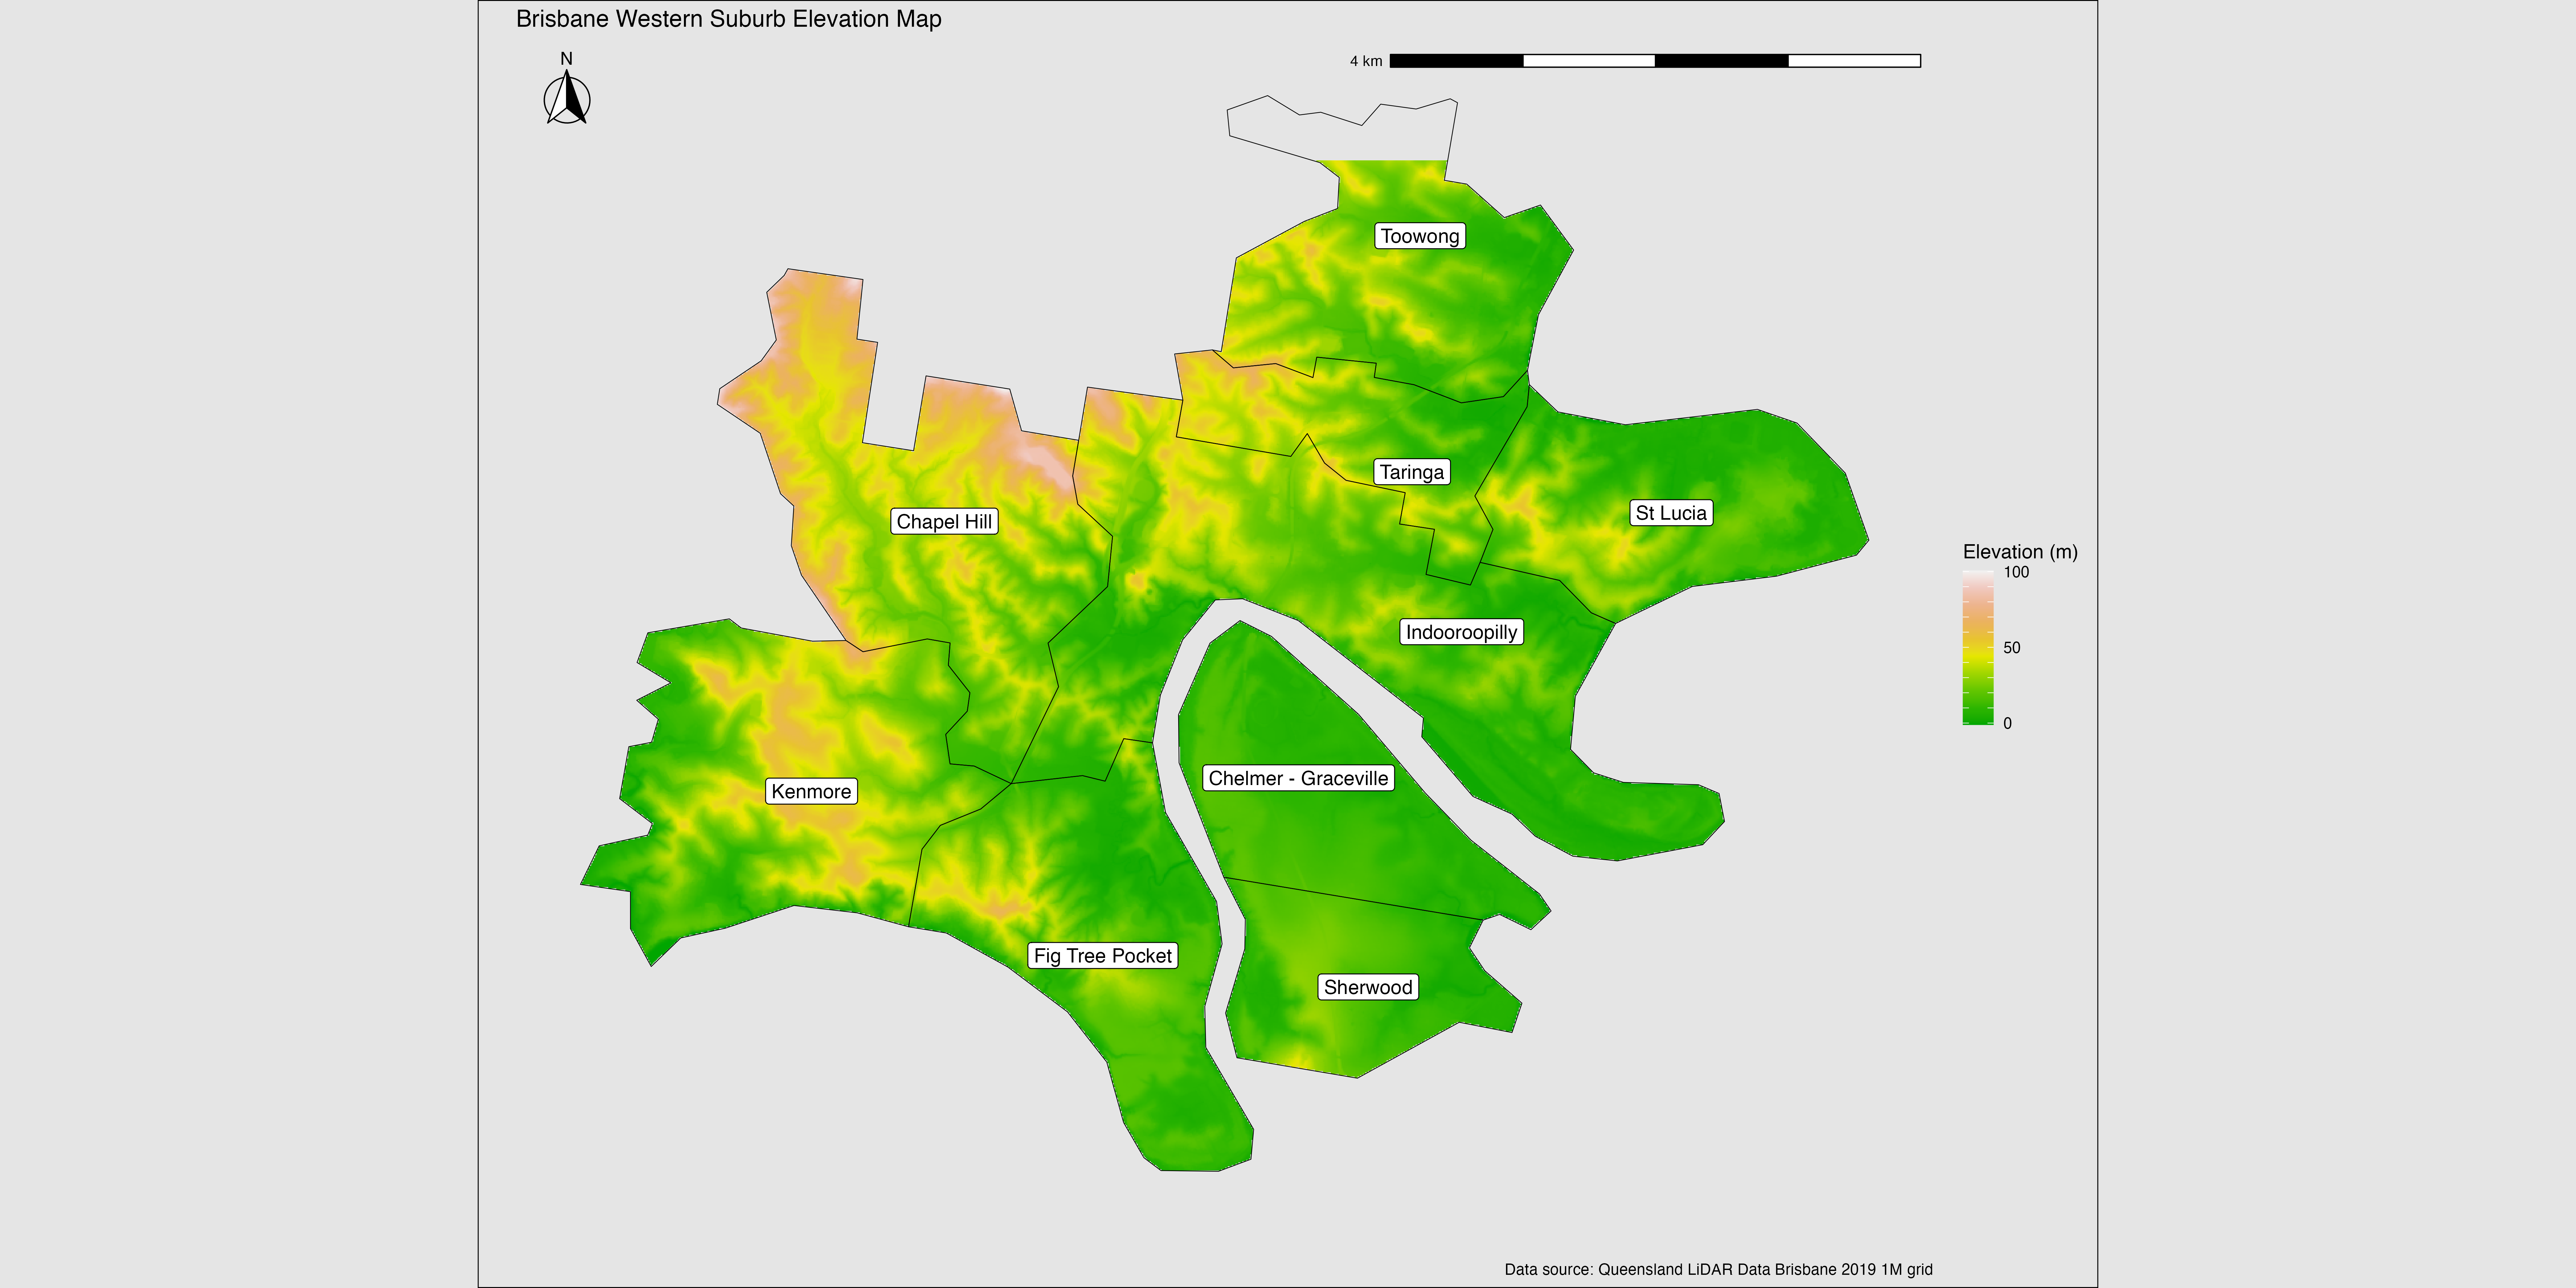 Brisbane Western Suburb Elevation Map
N
4 km
Toowong
Taringa
St Lucia
Chapel Hill
Elevation (m)
100
50
0
Indooroopilly
Chelmer - Graceville
Kenmore
Fig Tree Pocket
Sherwood
Data source: Queensland LiDAR Data Brisbane 2019 1M grid